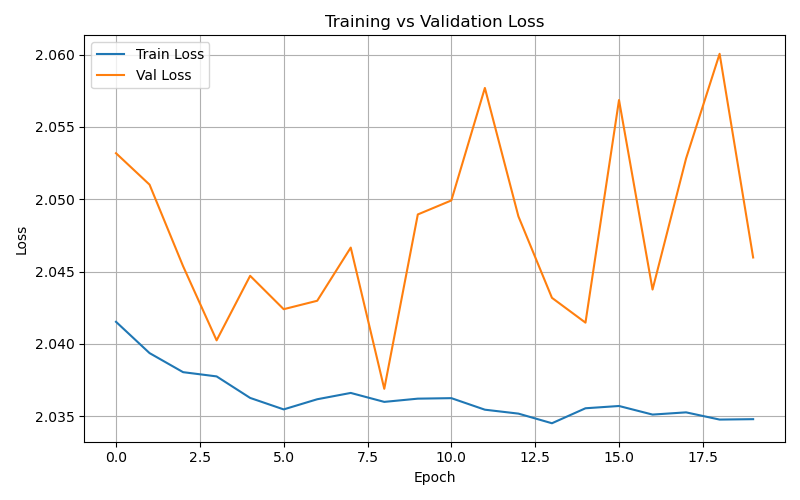 Training vs Validation Loss
Train Loss
Val Loss
2.060
2.055
2.050
2.045
2.040
2.035
Loss
0.0 2.5 5.0 7.5 10.0 12.5 15.0 17.5
Epoch